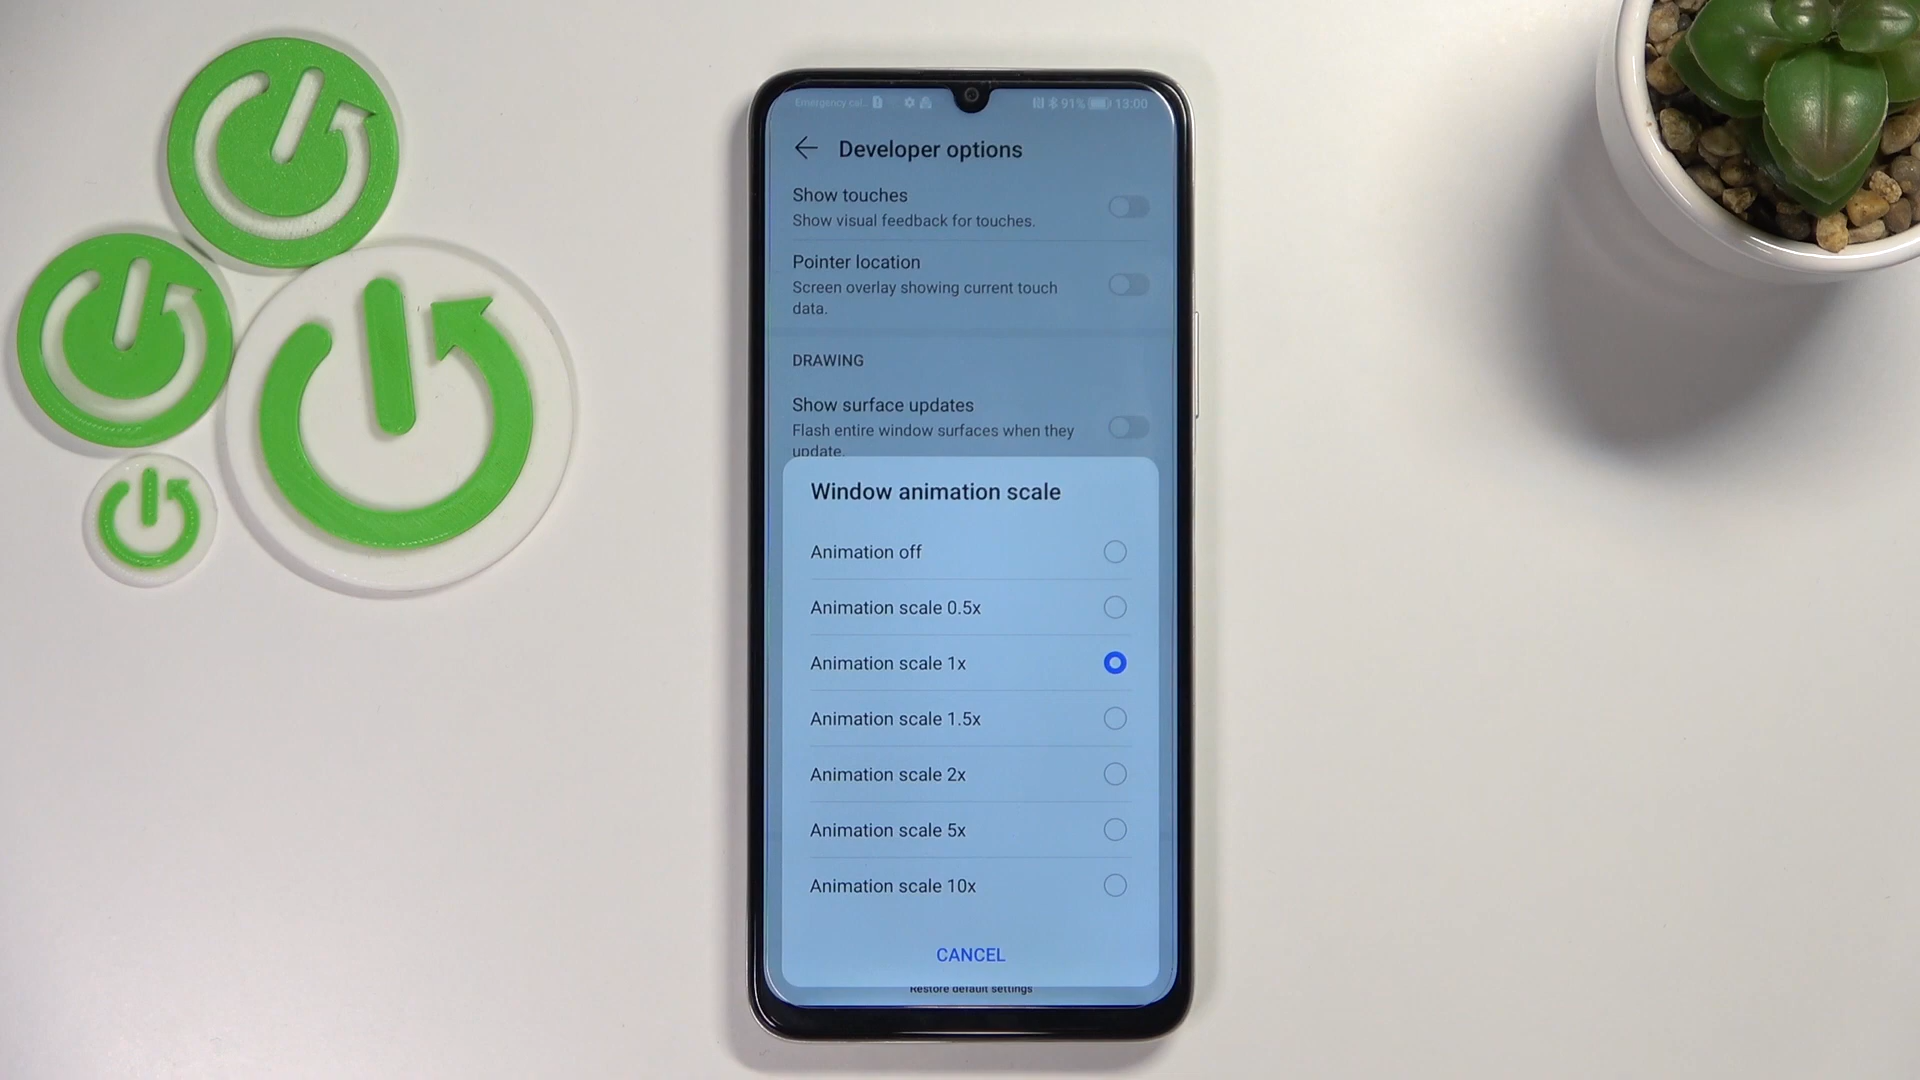 Emergency cal.. 91% 13:00
Developer options
Show touches
Show visual feedback for touches.
Pointer location
Screen overlay showing current touch
data.
DRAWING
Show surface updates
Flash entire window surfaces when they
update.
Window animation scale
Animation off
Animation scale 0.5x
Animation scale 1x
Animation scale 1.5x
Animation scale 2x
Animation scale 5x
Animation scale 10x
CANCEL
Restore default settings